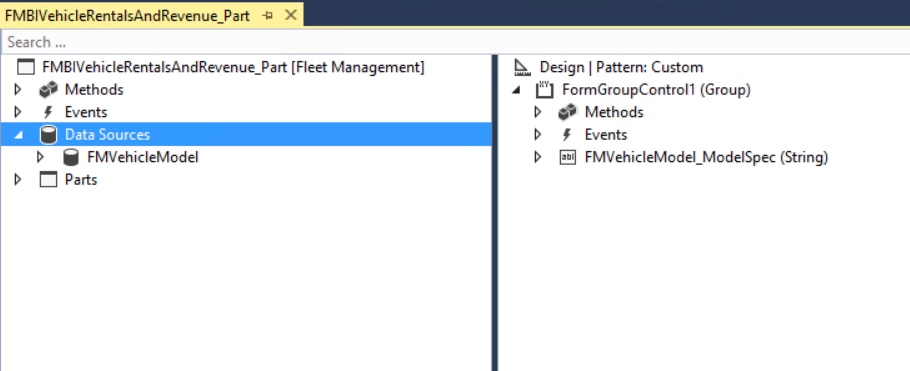 FMBIVehicleRentalsAndRevenue_Part
Search ...
FMBIVehicleRentalsAndRevenue_Part [Fleet Management]
Methods
Events
Data Sources
FMVehicleModel
Parts
Design | Pattern: Custom
FormGroupControl1 (Group)
Methods
Events
FMVehicleModel_ModelSpec (String)